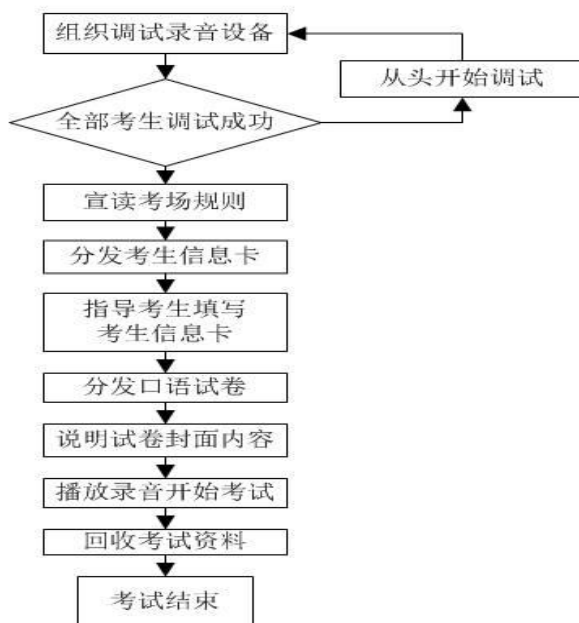 组织调试录音设备
从头开始调试
全部考生调试成功
宣读考场规则
分发考生信息卡
指导考生填写
考生信息卡
分发口语试卷
说明试卷封面内容
播放录音开始考试
回收考试资料
考试结束